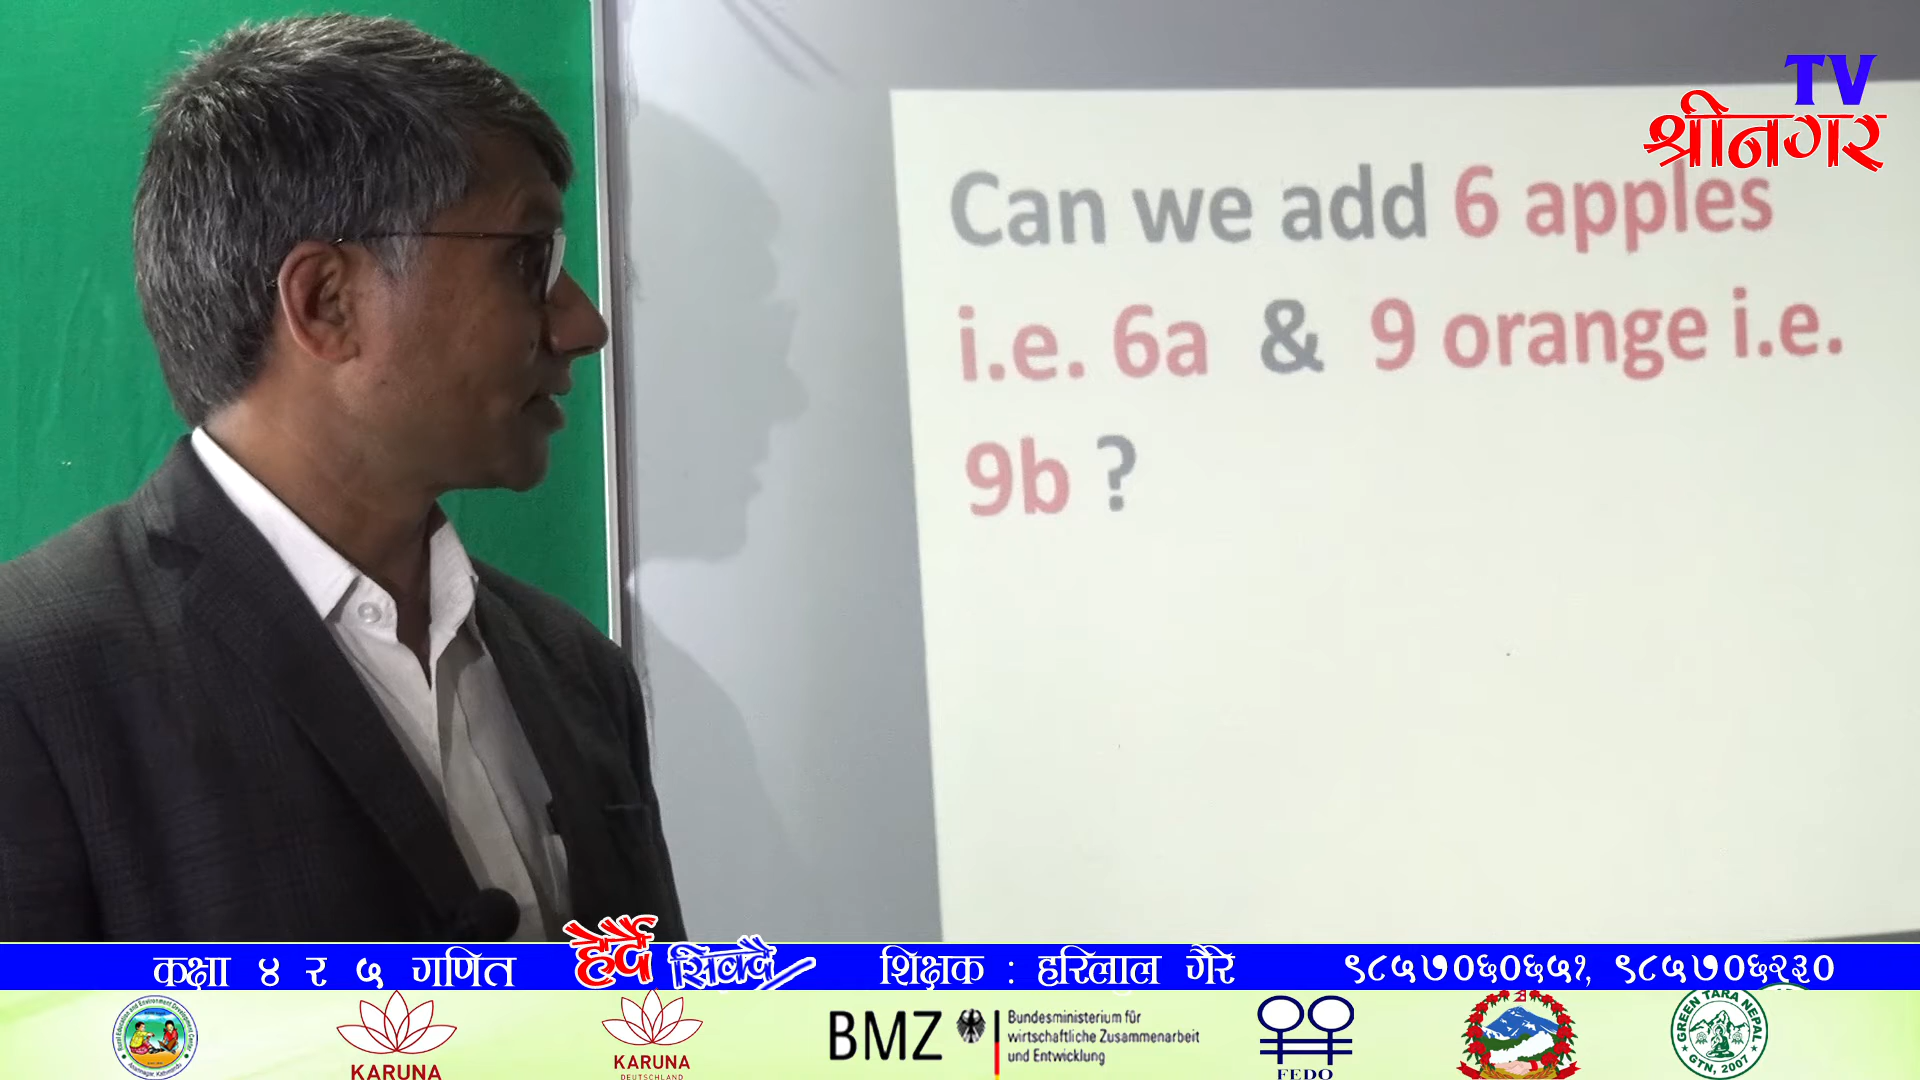 TV
श्रीनगर
Can we add 6 apples
i.e. 6a & 9 orange i.e.
9b ?
कक्षा ४ र ५ गणित हेर्दै सिक्दै शिक्षक : हरिलाल गैरे ९८५७०६०६५१, ९८५७०६२२३०
KARUNA
KARUNA
DEUTSCHLAND
BMZ
Bundesministerium für
wirtschaftliche Zusammenarbeit
und Entwicklung
FEDO
GREEN TARA NEPAL
GTN, 2007